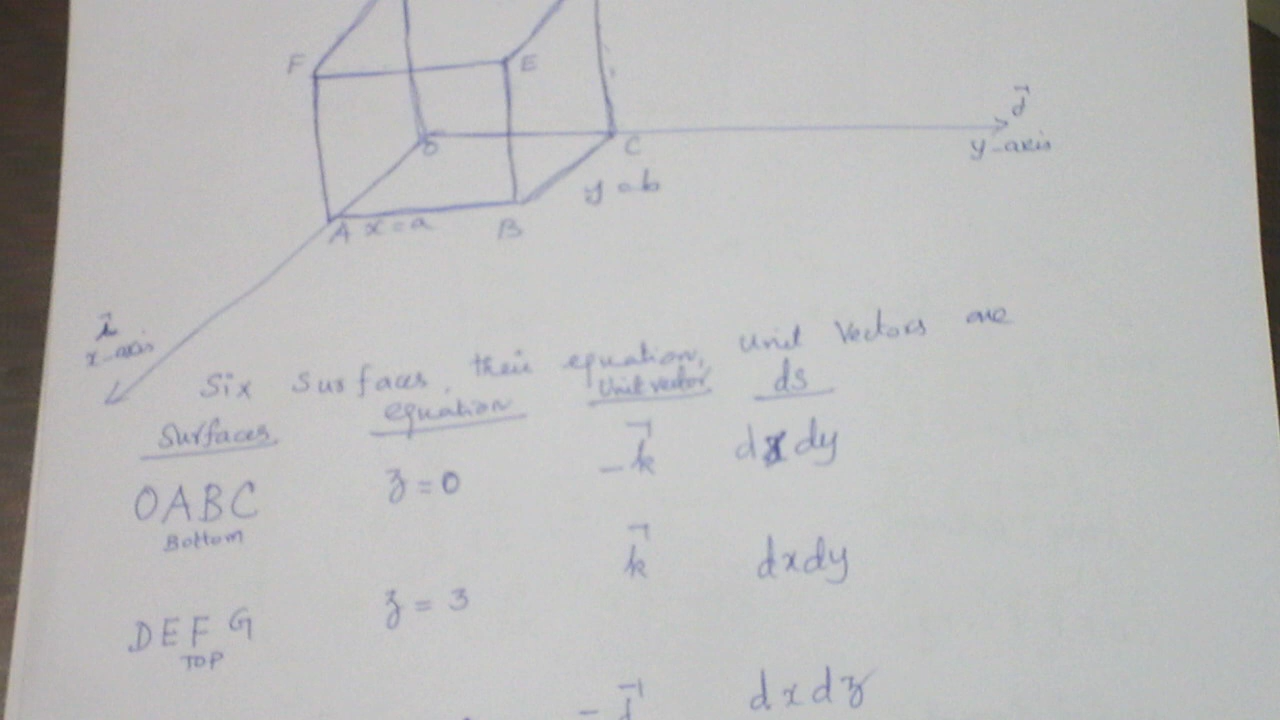 F
E
O
C
j⃗
y-axis
y=b
A x=a
B
i⃗
x-axis
Six Surfaces, their equation, Unit Vectors are
Surfaces equation Unit vector ds
OABC z=0 -k⃗ dxdy
Bottom
DEFG z=3 k⃗ dxdy
TOP
-j⃗ dxdz